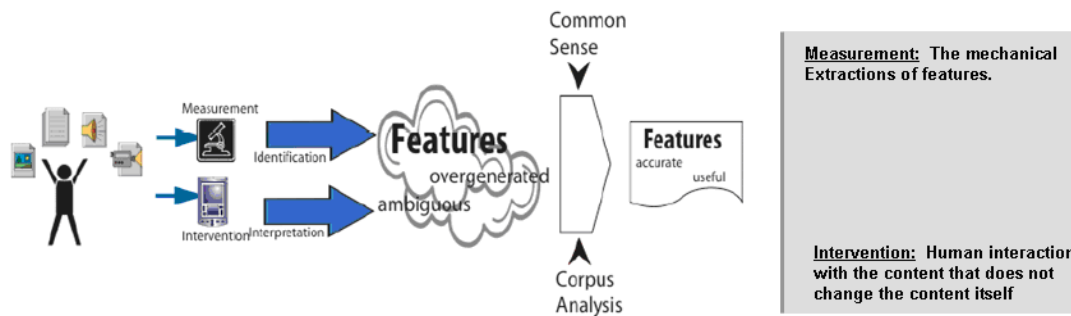 Common
Sense
Measurement
Identification
Features
overgenerated
ambiguous
Intervention
Interpretation
Features
accurate
useful
Corpus
Analysis
Measurement: The mechanical
Extractions of features.
Intervention: Human interaction
with the content that does not
change the content itself